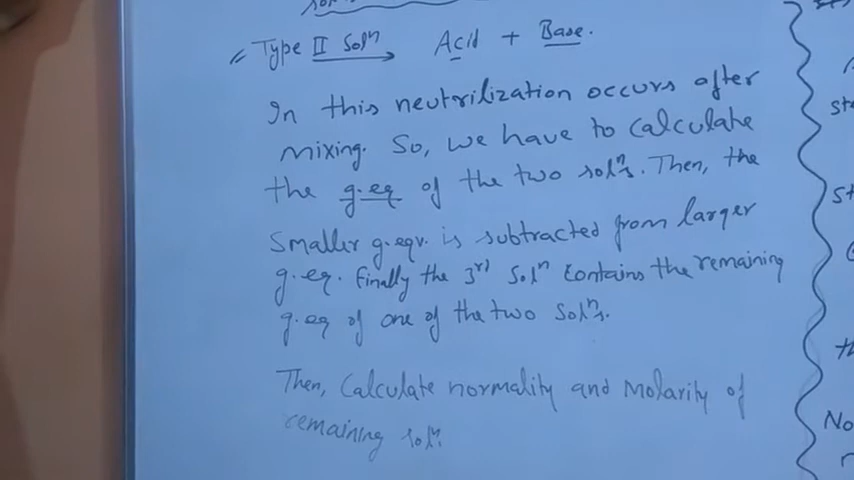 Type II Solⁿ Acid + Base.
In this neutrilization occurs after
mixing. So, we have to calculate
the g.eq of the two solⁿs. Then, the
Smaller g.eqv. is subtracted from larger
g.eq. Finally the 3rd Solⁿ contains the remaining
g.eq of one of the two Solⁿs.
Then, Calculate normality and Molarity of
remaining solⁿ.
No